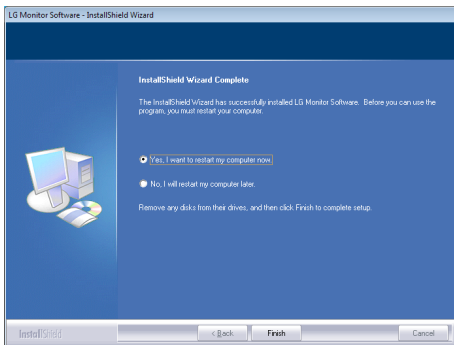 LG Monitor Software - InstallShield Wizard
InstallShield Wizard Complete
The InstallShield Wizard has successfully installed LG Monitor Software. Before you can use the
program, you must restart your computer.
Yes, I want to restart my computer now.
No, I will restart my computer later.
Remove any disks from their drives, and then click Finish to complete setup.
InstallShield
< Back Finish Cancel